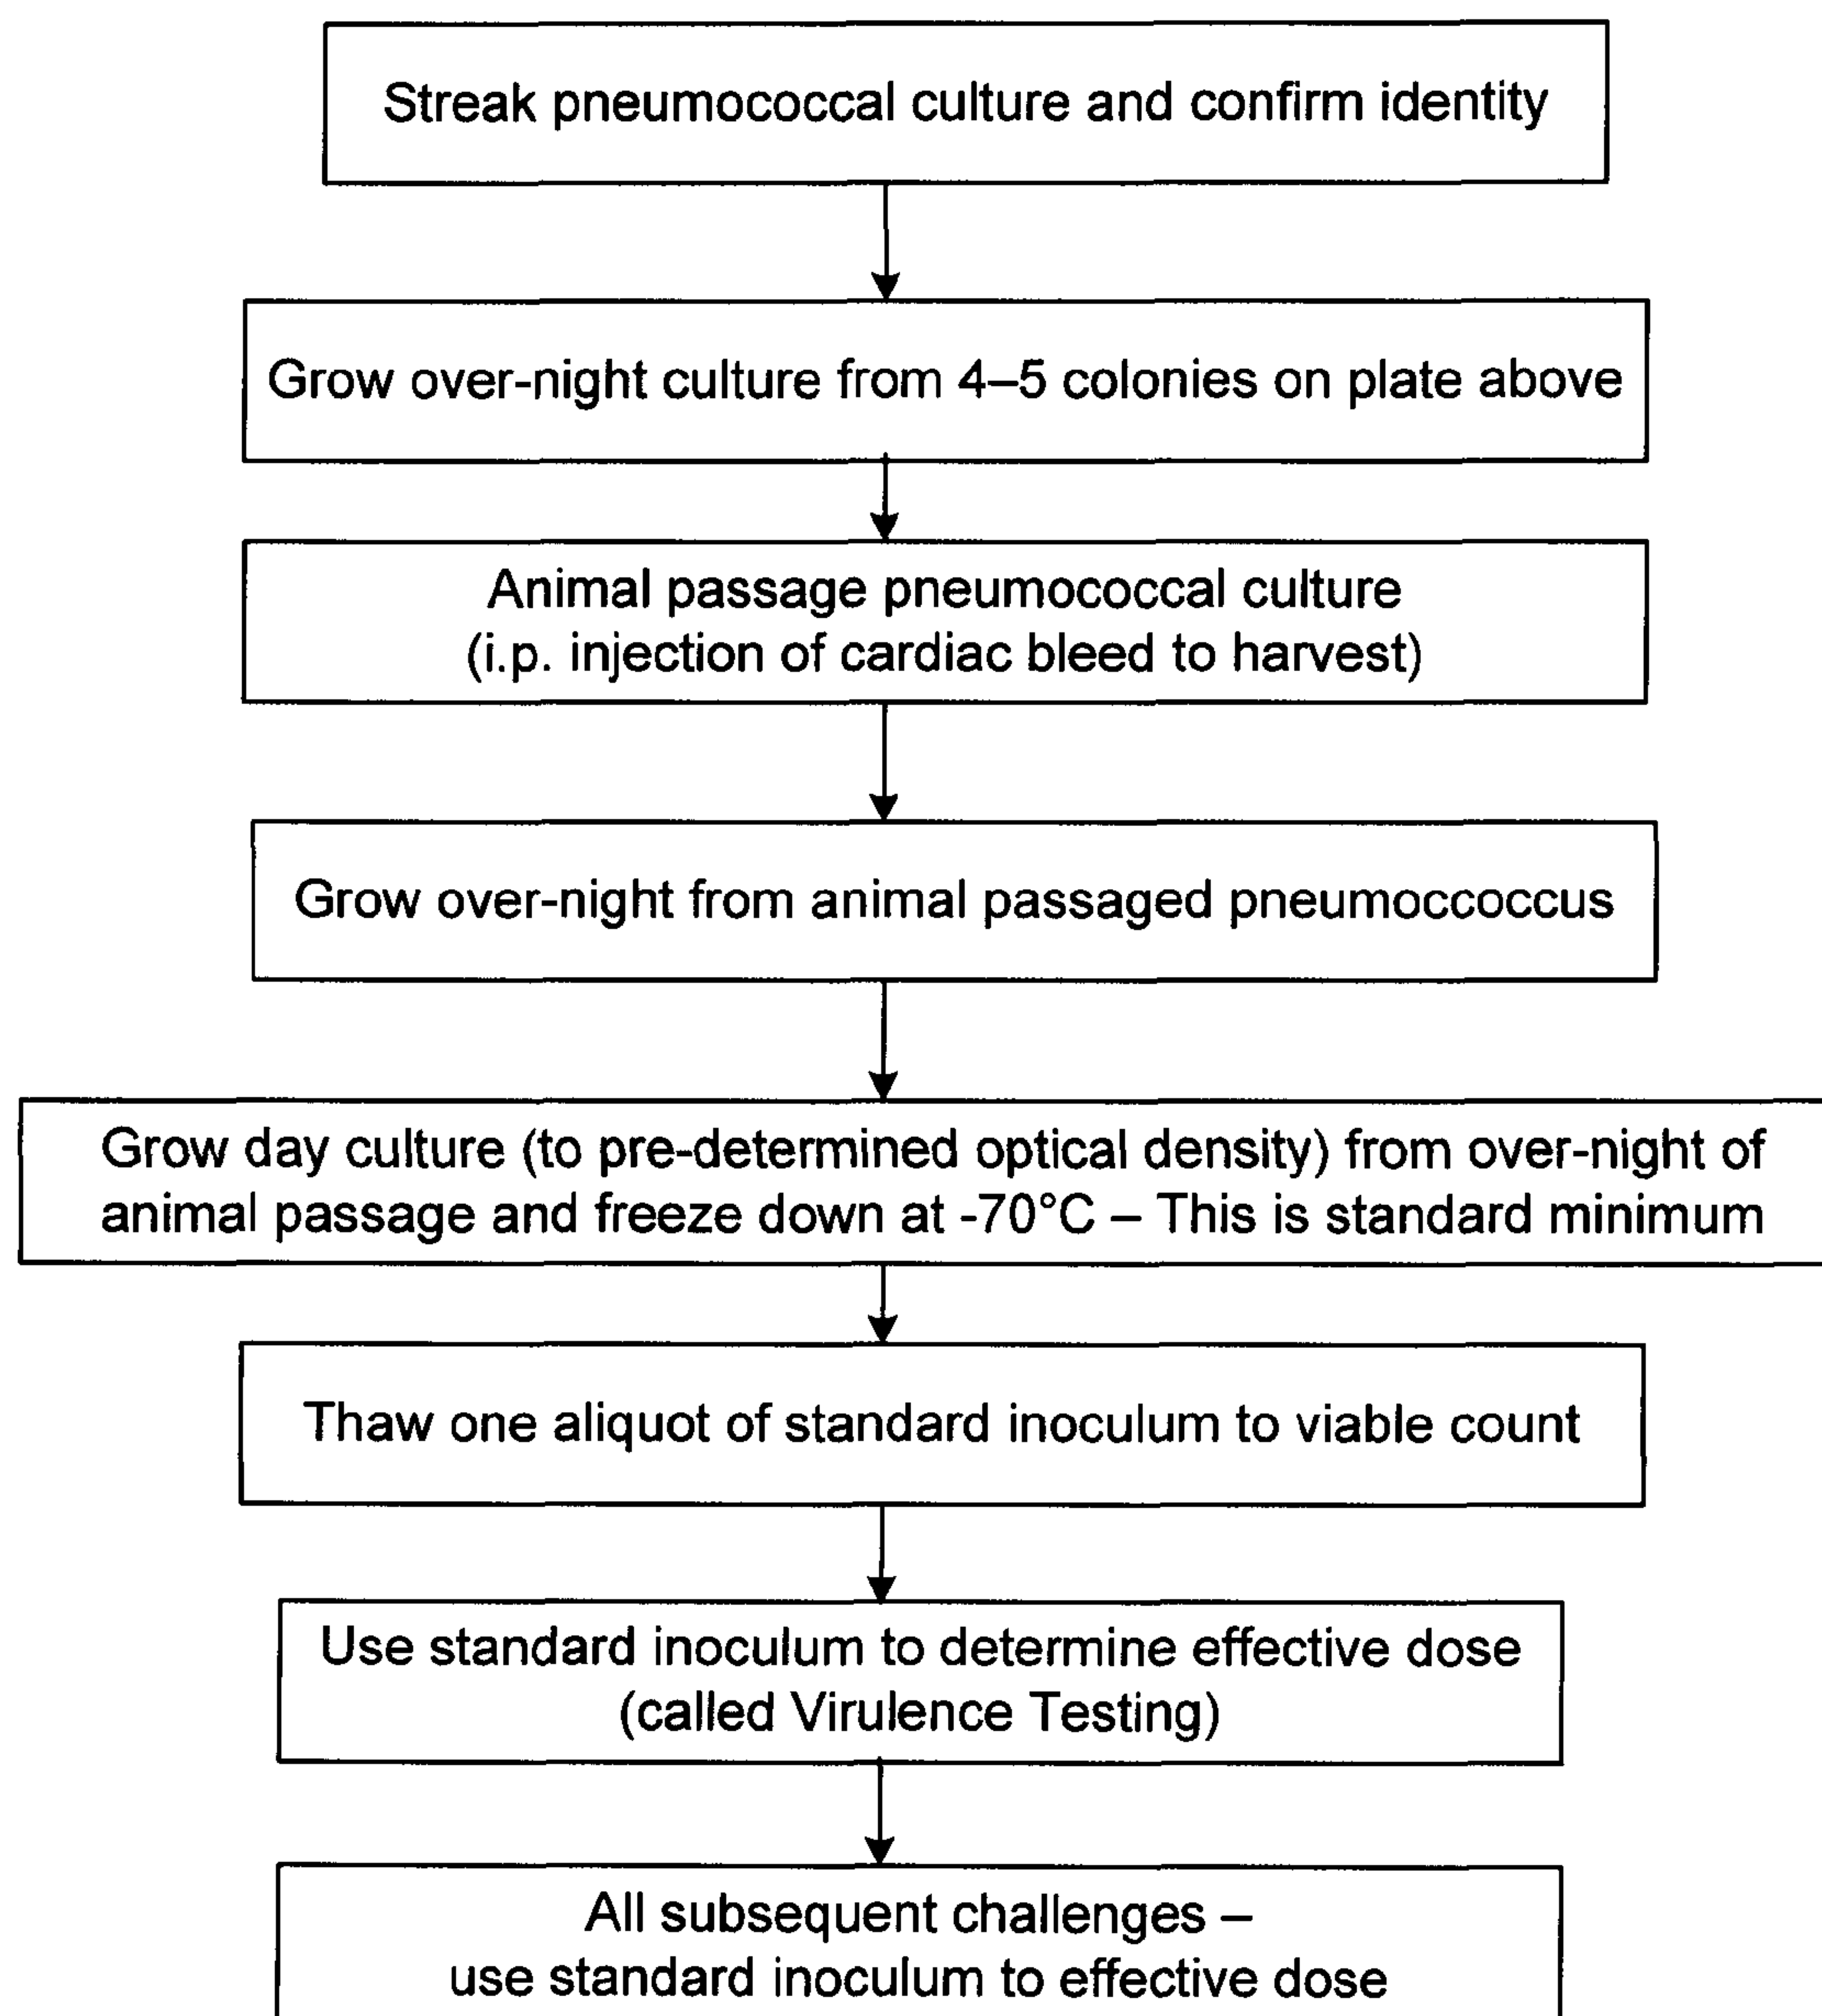 Streak pneumococcal culture and confirm identity
Grow over-night culture from 4–5 colonies on plate above
Animal passage pneumococcal culture
(i.p. injection of cardiac bleed to harvest)
Grow over-night from animal passaged pneumoccoccus
Grow day culture (to pre-determined optical density) from over-night of
animal passage and freeze down at -70°C – This is standard minimum
Thaw one aliquot of standard inoculum to viable count
Use standard inoculum to determine effective dose
(called Virulence Testing)
All subsequent challenges –
use standard inoculum to effective dose